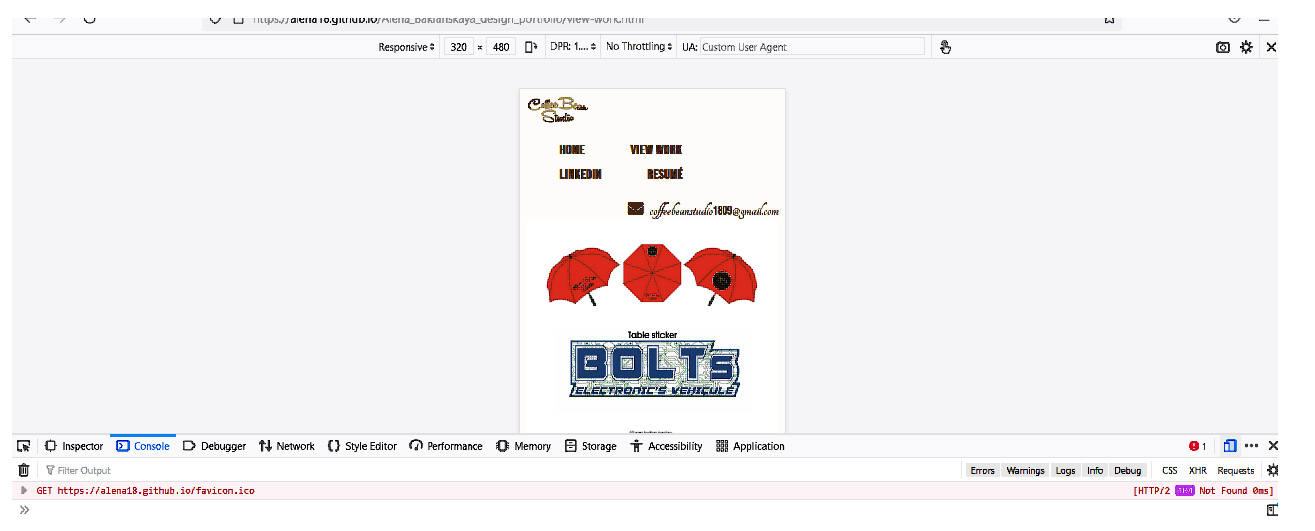 https://alena18.github.io/Alena_Baklanskaya_design_portfolio/view-work.html
Responsive 320 × 480 DPR: 1.... No Throttling UA: Custom User Agent
Coffee Bean
Studio
HOME VIEW WORK
LINKEDIN RESUMÉ
coffeebeanstudio1809@gmail.com
Table sticker
BOLTs
ELECTRONIC'S VEHICULE
Inspector Console Debugger Network Style Editor Performance Memory Storage Accessibility Application 1
Filter Output Errors Warnings Logs Info Debug CSS XHR Requests
GET https://alena18.github.io/favicon.ico [HTTP/2 404 Not Found 0ms]